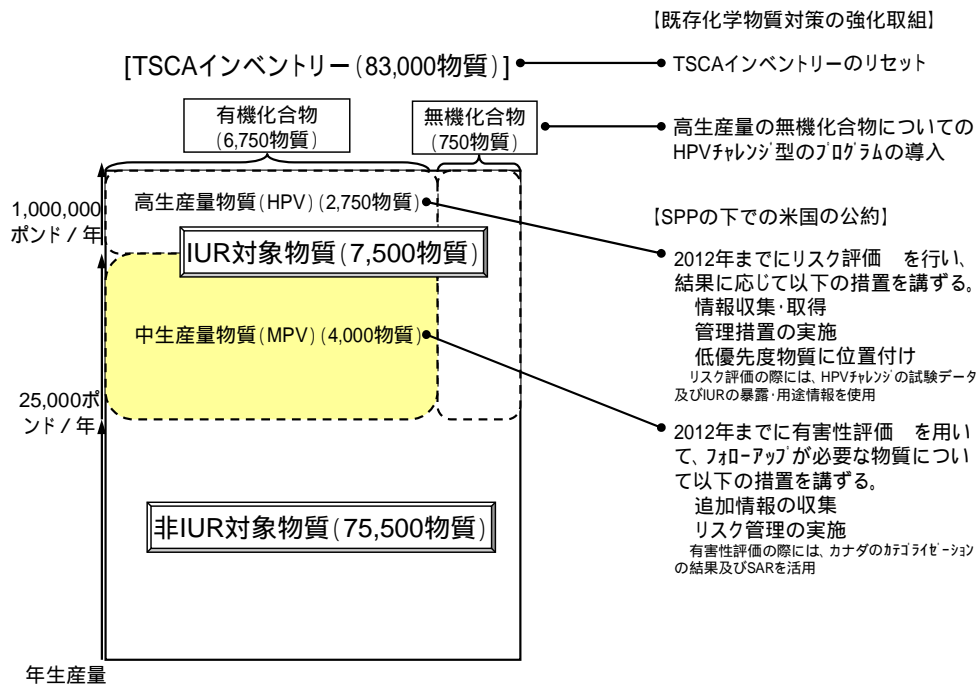 【既存化学物質対策の強化取組】
[TSCAインベントリー(83,000物質)]
TSCAインベントリーのリセット
有機化合物
(6,750物質)
無機化合物
(750物質)
高生産量の無機化合物についての
HPVﾁｬﾚﾝｼﾞ型のﾌﾟﾛｸﾞﾗﾑの導入
1,000,000
ポンド / 年
高生産量物質(HPV) (2,750物質)
IUR対象物質(7,500物質)
【SPPの下での米国の公約】
2012年までにリスク評価 を行い、
結果に応じて以下の措置を講ずる。
情報収集・取得
管理措置の実施
低優先度物質に位置付け
リスク評価の際には、HPVﾁｬﾚﾝｼﾞの試験データ
及びIURの暴露・用途情報を使用
中生産量物質(MPV) (4,000物質)
25,000ポ
ンド / 年
2012年までに有害性評価 を用い
て、ﾌｫﾛｰｱｯﾌﾟが必要な物質につい
て以下の措置を講ずる。
追加情報の収集
リスク管理の実施
有害性評価の際には、カナダのｶﾃｺﾞﾗｲｾﾞｰｼｮﾝ
の結果及びSARを活用
非IUR対象物質(75,500物質)
年生産量